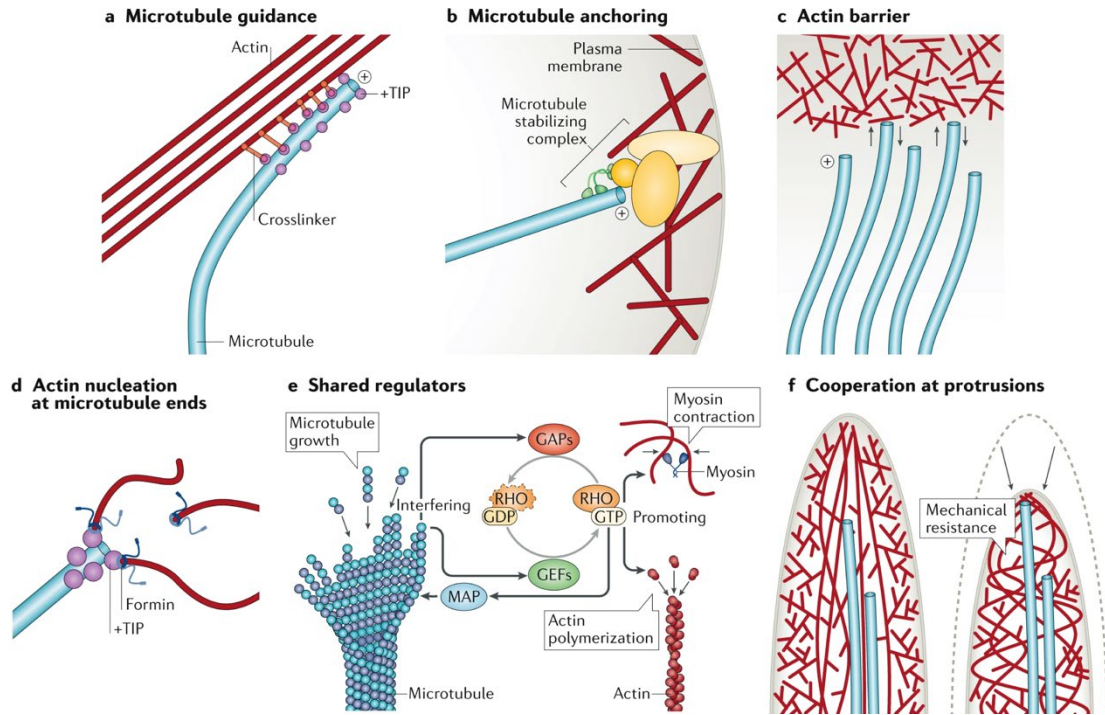 a Microtubule guidance
Actin
+
+TIP
Crosslinker
Microtubule
b Microtubule anchoring
Plasma
membrane
Microtubule
stabilizing
complex
+
c Actin barrier
+
d Actin nucleation
at microtubule ends
Formin
+TIP
e Shared regulators
Microtubule
growth
Interfering
GAPs
RHO
GDP
RHO
GTP
Promoting
GEFs
MAP
Myosin
contraction
Myosin
Actin
polymerization
Microtubule
Actin
f Cooperation at protrusions
Mechanical
resistance